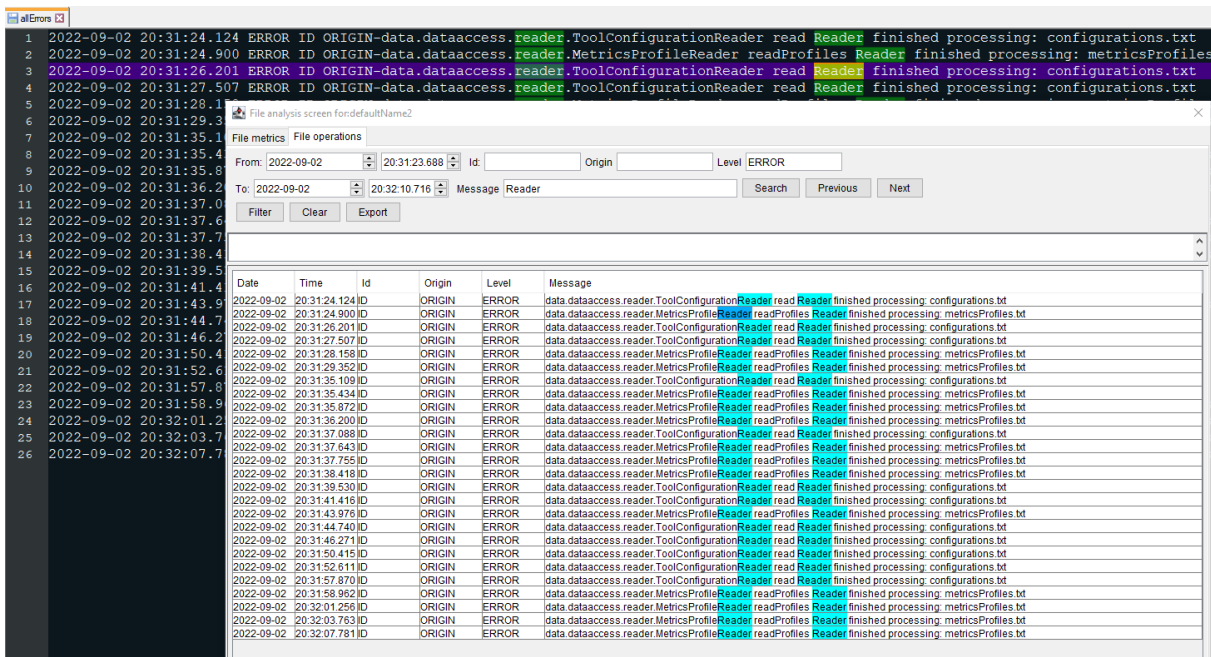 allErrors
1 2022-09-02 20:31:24.124 ERROR ID ORIGIN-data.dataaccess.reader.ToolConfigurationReader read Reader finished processing: configurations.txt
2 2022-09-02 20:31:24.900 ERROR ID ORIGIN-data.dataaccess.reader.MetricsProfileReader readProfiles Reader finished processing: metricsProfiles
3 2022-09-02 20:31:26.201 ERROR ID ORIGIN-data.dataaccess.reader.ToolConfigurationReader read Reader finished processing: configurations.txt
4 2022-09-02 20:31:27.507 ERROR ID ORIGIN-data.dataaccess.reader.ToolConfigurationReader read Reader finished processing: configurations.txt
5 2022-09-02
6 2022-09-02 20:31:29.3
7 2022-09-02 20:31:35.1
8 2022-09-02 20:31:35.4
9 2022-09-02 20:31:35.8
10 2022-09-02 20:31:36.2
11 2022-09-02 20:31:37.0
12 2022-09-02 20:31:37.6
13 2022-09-02 20:31:37.7
14 2022-09-02 20:31:38.4
15 2022-09-02 20:31:39.5
16 2022-09-02 20:31:41.4
17 2022-09-02 20:31:43.9
18 2022-09-02 20:31:44.7
19 2022-09-02 20:31:46.2
20 2022-09-02 20:31:50.4
21 2022-09-02 20:31:52.6
22 2022-09-02 20:31:57.8
23 2022-09-02 20:31:58.9
24 2022-09-02 20:32:01.2
25 2022-09-02 20:32:03.7
26 2022-09-02 20:32:07.7
File analysis screen for:defaultName2
File metrics File operations
From: 2022-09-02 20:31:23.688 Id: Origin Level ERROR
To: 2022-09-02 20:32:10.716 Message Reader Search Previous Next
Filter Clear Export
Date Time Id Origin Level Message
2022-09-02 20:31:24.124 ID ORIGIN ERROR data.dataaccess.reader.ToolConfigurationReader read Reader finished processing: configurations.txt
2022-09-02 20:31:24.900 ID ORIGIN ERROR data.dataaccess.reader.MetricsProfileReader readProfiles Reader finished processing: metricsProfiles.txt
2022-09-02 20:31:26.201 ID ORIGIN ERROR data.dataaccess.reader.ToolConfigurationReader read Reader finished processing: configurations.txt
2022-09-02 20:31:27.507 ID ORIGIN ERROR data.dataaccess.reader.ToolConfigurationReader read Reader finished processing: configurations.txt
2022-09-02 20:31:28.158 ID ORIGIN ERROR data.dataaccess.reader.MetricsProfileReader readProfiles Reader finished processing: metricsProfiles.txt
2022-09-02 20:31:29.352 ID ORIGIN ERROR data.dataaccess.reader.MetricsProfileReader readProfiles Reader finished processing: metricsProfiles.txt
2022-09-02 20:31:35.109 ID ORIGIN ERROR data.dataaccess.reader.ToolConfigurationReader read Reader finished processing: configurations.txt
2022-09-02 20:31:35.434 ID ORIGIN ERROR data.dataaccess.reader.MetricsProfileReader readProfiles Reader finished processing: metricsProfiles.txt
2022-09-02 20:31:35.872 ID ORIGIN ERROR data.dataaccess.reader.MetricsProfileReader readProfiles Reader finished processing: metricsProfiles.txt
2022-09-02 20:31:36.200 ID ORIGIN ERROR data.dataaccess.reader.MetricsProfileReader readProfiles Reader finished processing: metricsProfiles.txt
2022-09-02 20:31:37.088 ID ORIGIN ERROR data.dataaccess.reader.ToolConfigurationReader read Reader finished processing: configurations.txt
2022-09-02 20:31:37.643 ID ORIGIN ERROR data.dataaccess.reader.MetricsProfileReader readProfiles Reader finished processing: metricsProfiles.txt
2022-09-02 20:31:37.755 ID ORIGIN ERROR data.dataaccess.reader.MetricsProfileReader readProfiles Reader finished processing: metricsProfiles.txt
2022-09-02 20:31:38.418 ID ORIGIN ERROR data.dataaccess.reader.MetricsProfileReader readProfiles Reader finished processing: metricsProfiles.txt
2022-09-02 20:31:39.530 ID ORIGIN ERROR data.dataaccess.reader.ToolConfigurationReader read Reader finished processing: configurations.txt
2022-09-02 20:31:41.416 ID ORIGIN ERROR data.dataaccess.reader.ToolConfigurationReader read Reader finished processing: configurations.txt
2022-09-02 20:31:43.976 ID ORIGIN ERROR data.dataaccess.reader.MetricsProfileReader readProfiles Reader finished processing: metricsProfiles.txt
2022-09-02 20:31:44.740 ID ORIGIN ERROR data.dataaccess.reader.ToolConfigurationReader read Reader finished processing: configurations.txt
2022-09-02 20:31:46.271 ID ORIGIN ERROR data.dataaccess.reader.ToolConfigurationReader read Reader finished processing: configurations.txt
2022-09-02 20:31:50.415 ID ORIGIN ERROR data.dataaccess.reader.ToolConfigurationReader read Reader finished processing: configurations.txt
2022-09-02 20:31:52.611 ID ORIGIN ERROR data.dataaccess.reader.ToolConfigurationReader read Reader finished processing: configurations.txt
2022-09-02 20:31:57.870 ID ORIGIN ERROR data.dataaccess.reader.ToolConfigurationReader read Reader finished processing: configurations.txt
2022-09-02 20:31:58.962 ID ORIGIN ERROR data.dataaccess.reader.MetricsProfileReader readProfiles Reader finished processing: metricsProfiles.txt
2022-09-02 20:32:01.256 ID ORIGIN ERROR data.dataaccess.reader.MetricsProfileReader readProfiles Reader finished processing: metricsProfiles.txt
2022-09-02 20:32:03.763 ID ORIGIN ERROR data.dataaccess.reader.MetricsProfileReader readProfiles Reader finished processing: metricsProfiles.txt
2022-09-02 20:32:07.781 ID ORIGIN ERROR data.dataaccess.reader.MetricsProfileReader readProfiles Reader finished processing: metricsProfiles.txt